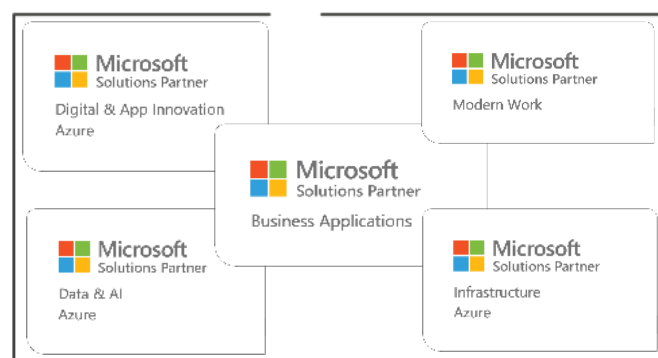 Microsoft
Solutions Partner
Digital & App Innovation
Azure
Microsoft
Solutions Partner
Modern Work
Microsoft
Solutions Partner
Business Applications
Microsoft
Solutions Partner
Data & AI
Azure
Microsoft
Solutions Partner
Infrastructure
Azure